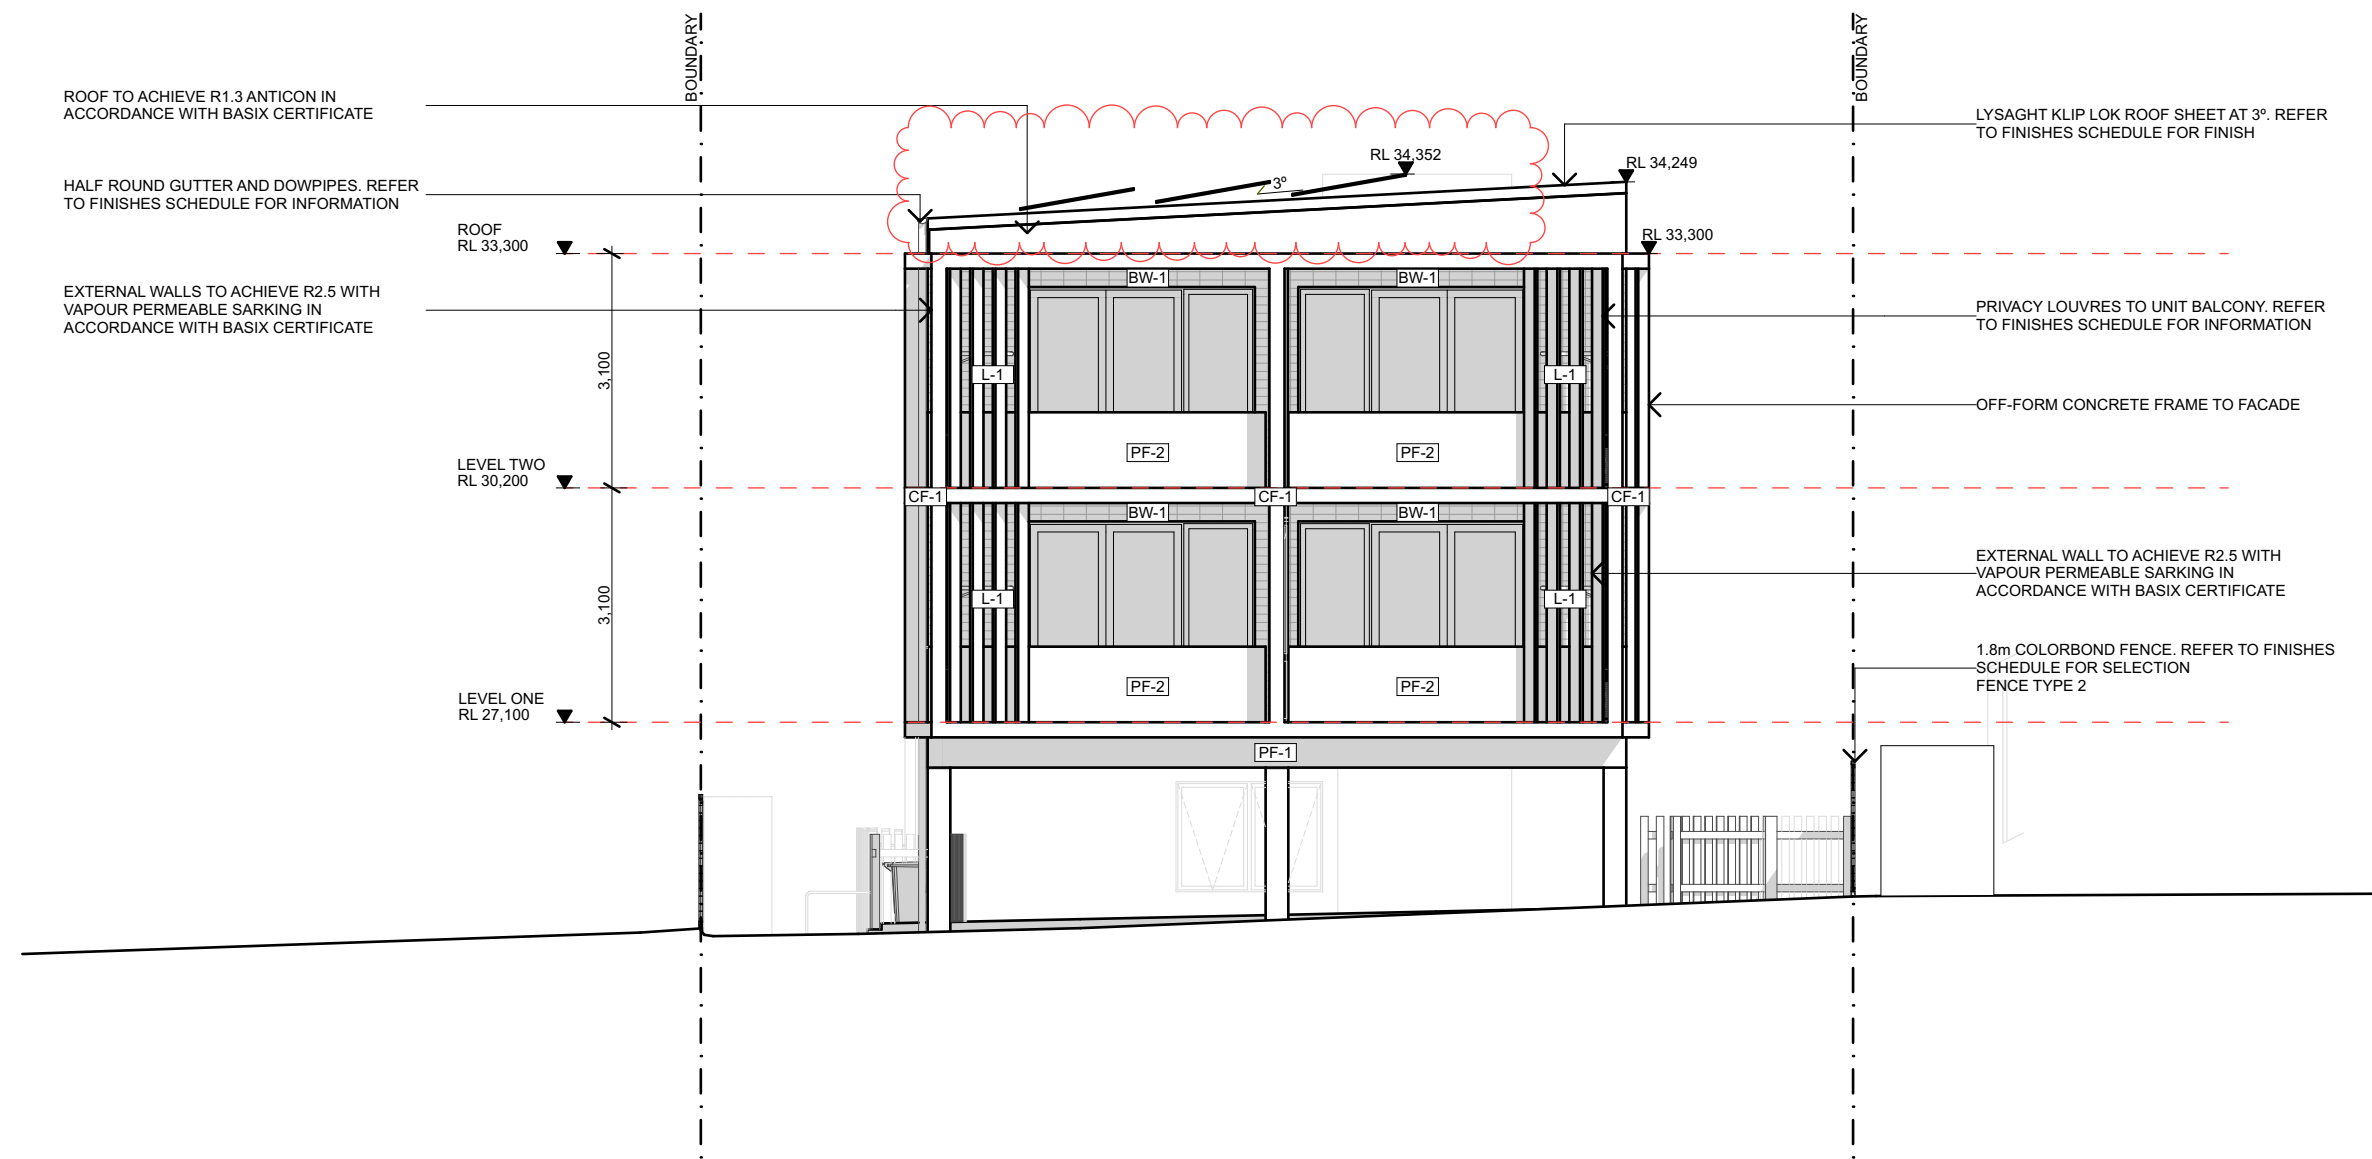 BOUNDARY
BOUNDARY
ROOF TO ACHIEVE R1.3 ANTICON IN
ACCORDANCE WITH BASIX CERTIFICATE
LYSAGHT KLIP LOK ROOF SHEET AT 3º. REFER
TO FINISHES SCHEDULE FOR FINISH
RL 34,352
RL 34,249
3º
HALF ROUND GUTTER AND DOWPIPES. REFER
TO FINISHES SCHEDULE FOR INFORMATION
ROOF
RL 33,300
RL 33,300
EXTERNAL WALLS TO ACHIEVE R2.5 WITH
VAPOUR PERMEABLE SARKING IN
ACCORDANCE WITH BASIX CERTIFICATE
BW-1
BW-1
PRIVACY LOUVRES TO UNIT BALCONY. REFER
TO FINISHES SCHEDULE FOR INFORMATION
3,100
L-1
L-1
OFF-FORM CONCRETE FRAME TO FACADE
PF-2
PF-2
LEVEL TWO
RL 30,200
CF-1
CF-1
CF-1
BW-1
BW-1
EXTERNAL WALL TO ACHIEVE R2.5 WITH
VAPOUR PERMEABLE SARKING IN
ACCORDANCE WITH BASIX CERTIFICATE
3,100
L-1
L-1
1.8m COLORBOND FENCE. REFER TO FINISHES
SCHEDULE FOR SELECTION
FENCE TYPE 2
PF-2
PF-2
LEVEL ONE
RL 27,100
PF-1